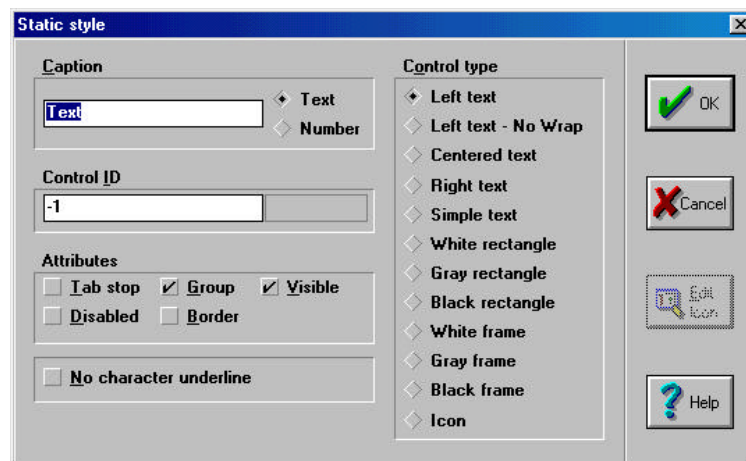 Static style
Caption
Text
Text
Number
Control ID
-1
Attributes
Tab stop Group Visible
Disabled Border
No character underline
Control type
Left text
Left text - No Wrap
Centered text
Right text
Simple text
White rectangle
Gray rectangle
Black rectangle
White frame
Gray frame
Black frame
Icon
OK
Cancel
Edit
Icon
Help